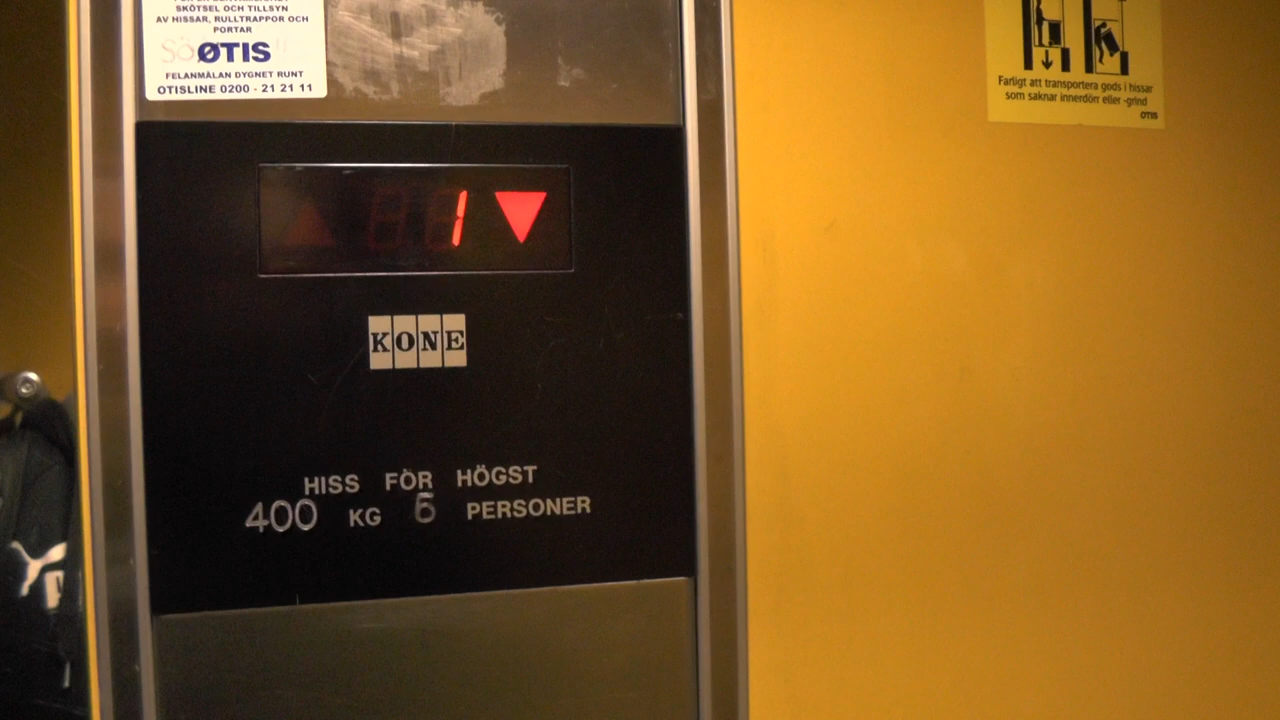 SKÖTSEL OCH TILLSYN
AV HISSAR, RULLTRAPPOR OCH
PORTAR
OTIS
FELANMÄLAN DYGNET RUNT
OTISLINE 0200 - 21 21 11
Farligt att transportera gods i hissar
som saknar innerdörr eller -grind
OTIS
1
KONE
HISS FÖR HÖGST
400 KG 5 PERSONER